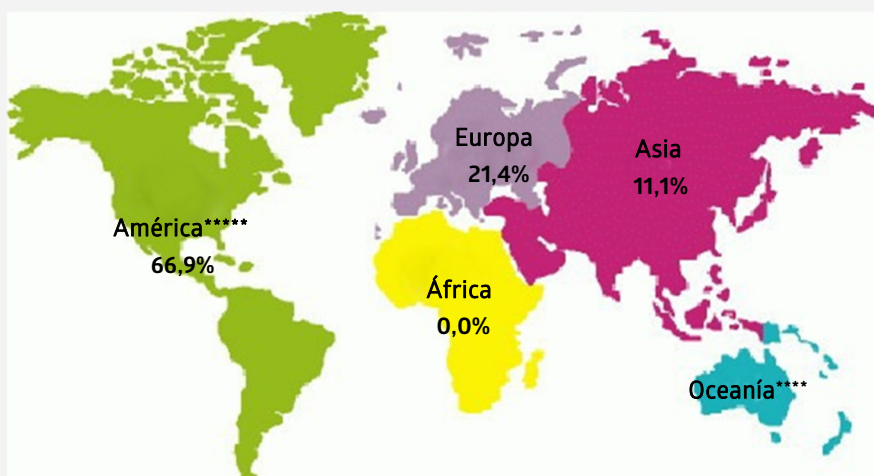 Europa
21,4%
Asia
11,1%
América*****
66,9%
África
0,0%
Oceanía****